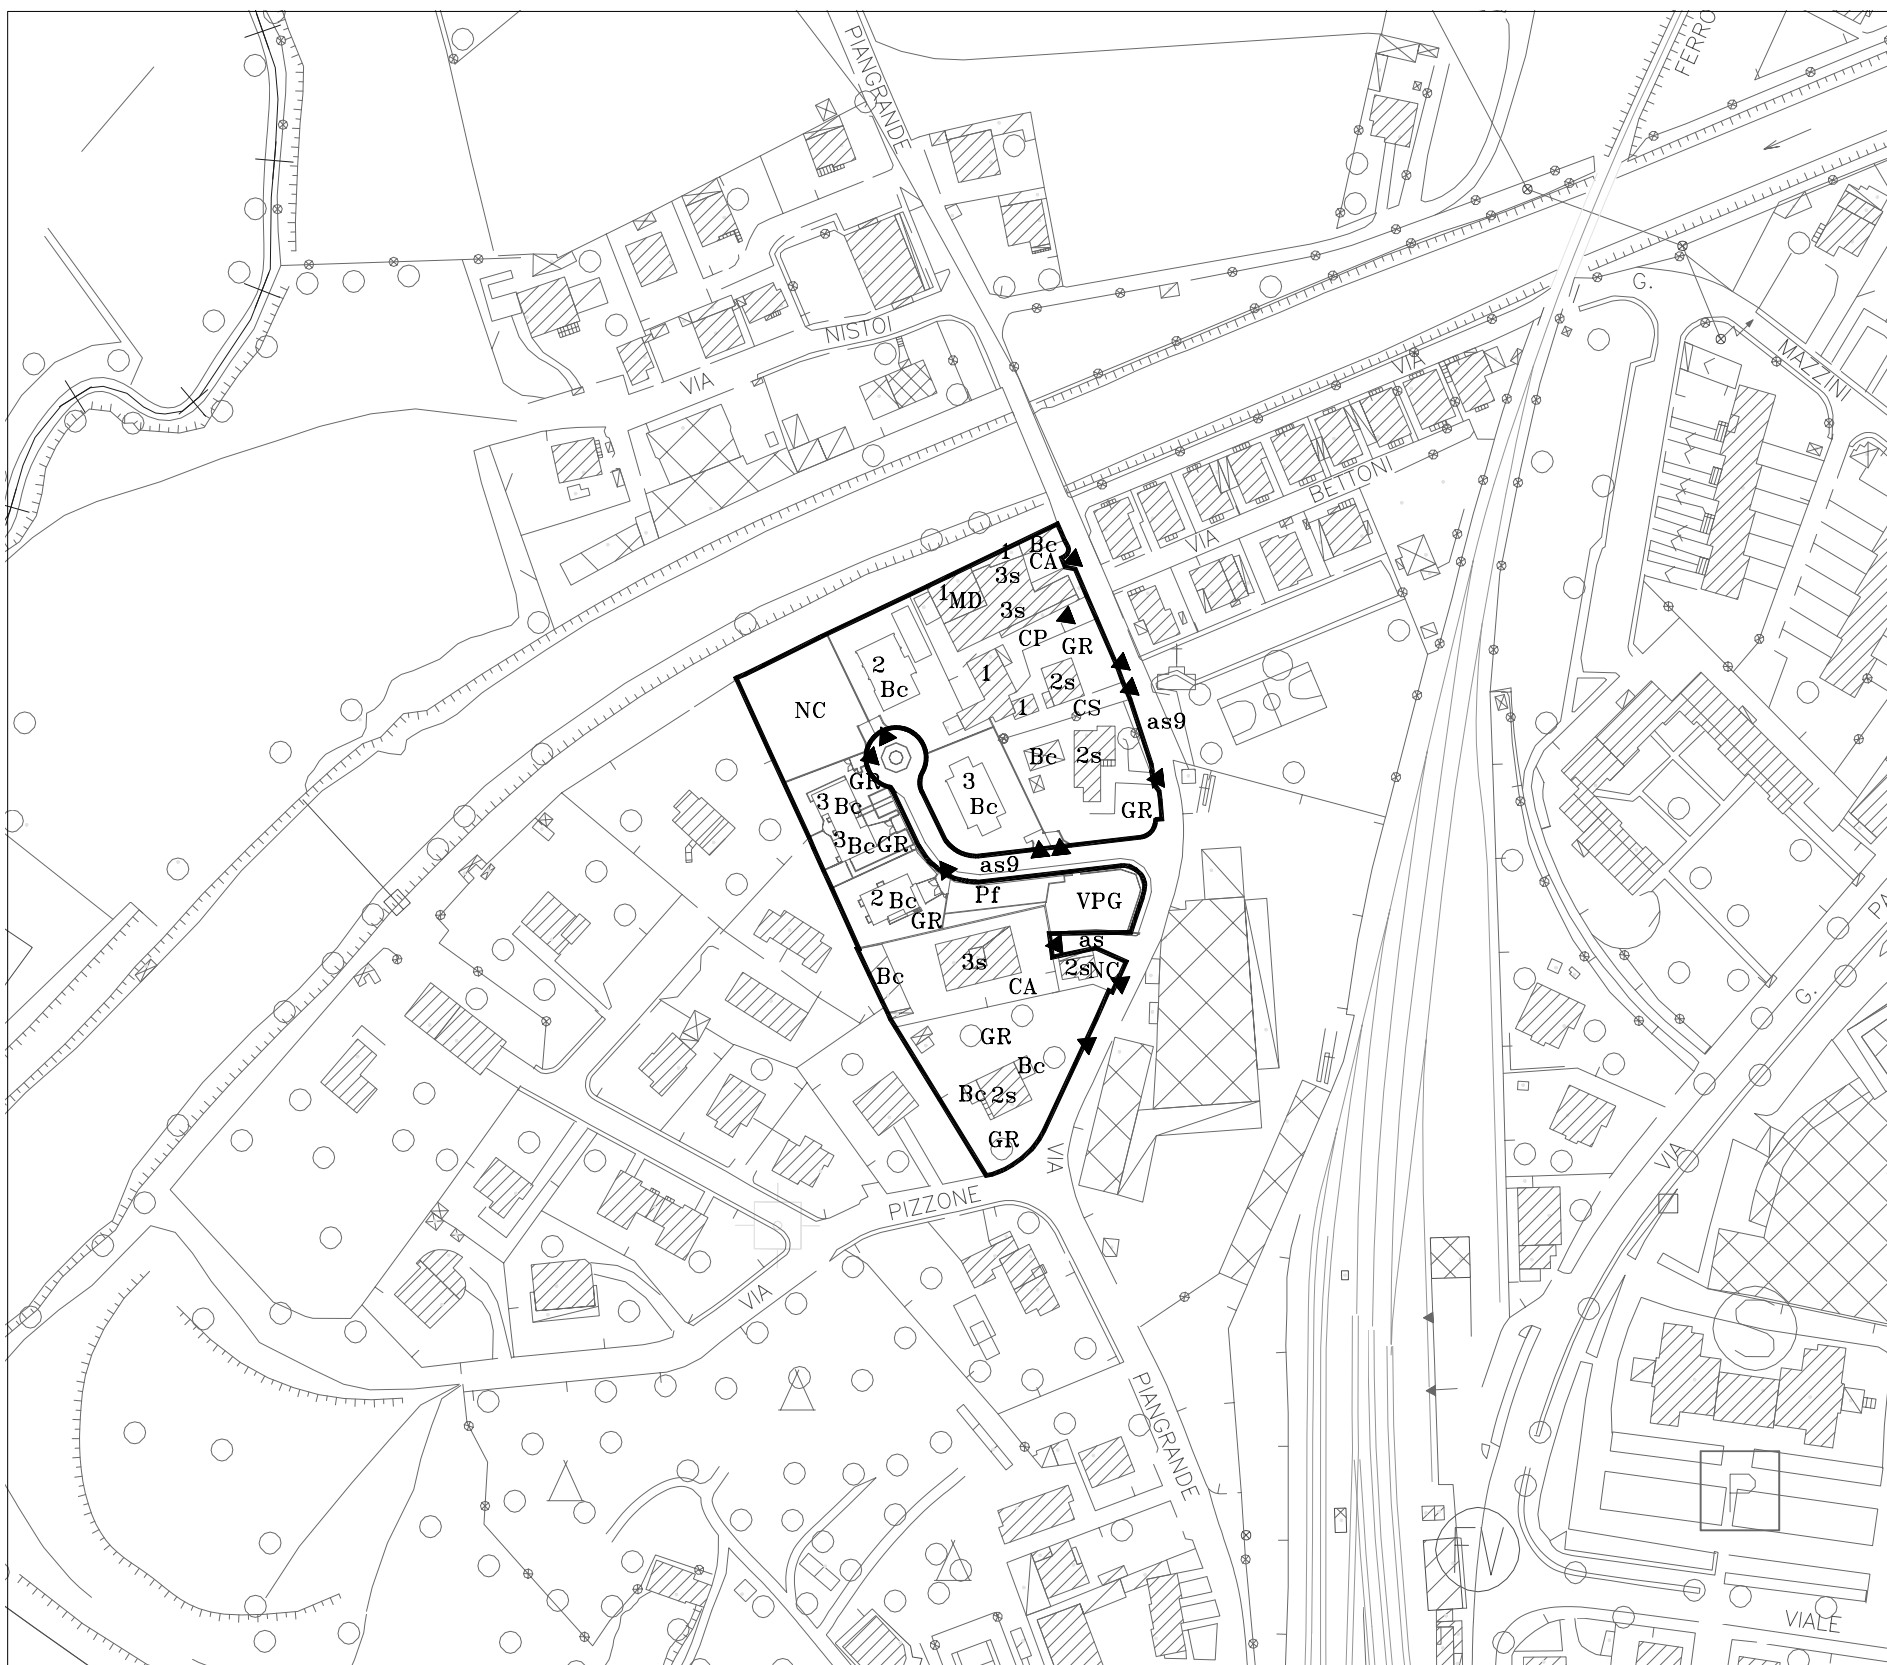 PIANGRANDE
FERRO
G.
MAZZINI
NISTOI
VIA
VIA
BETTONI
VIA
1
Bc
CA
3s
1
MD
3s
CP
GR
2
Bc
1
2s
NC
1
CS
as9
Bc
2s
GR
3
Bc
3
Bc
GR
3
Bc
GR
as9
2
Bc
Pf
VPG
GR
as
3s
2s
NC
Bc
CA
GR
Bc
Bc
2s
GR
VIA
PIZZONE
VIA
PIANGRANDE
PA
G.
VIA
VIALE